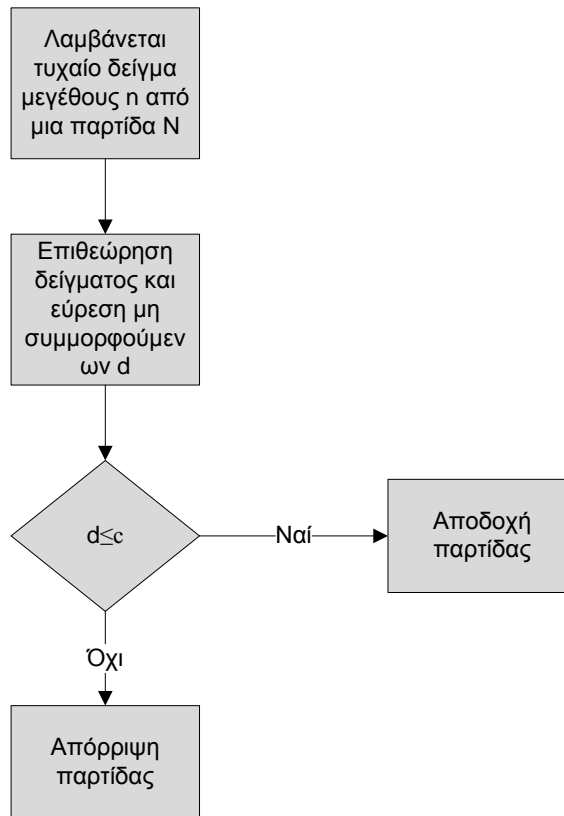 Λαμβάνεται
τυχαίο δείγμα
μεγέθους n από
μια παρτίδα N
Επιθεώρηση
δείγματος και
εύρεση μη
συμμορφούμεν
ων d
d≤c
Ναί
Αποδοχή
παρτίδας
Όχι
Απόρριψη
παρτίδας